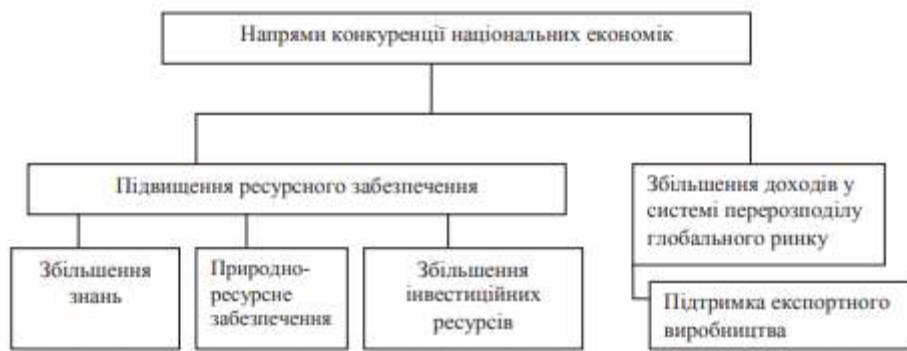 Напрями конкуренції національних економік
Підвищення ресурсного забезпечення
Збільшення доходів у
системі перерозподілу
глобального ринку
Збільшення
знань
Природно-
ресурсне
забезпечення
Збільшення
інвестиційних
ресурсів
Підтримка експортного
виробництва